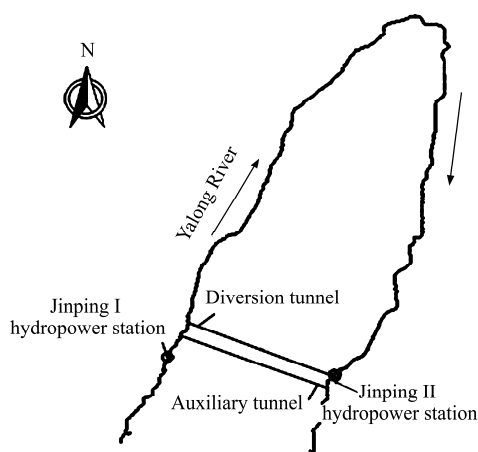 N
Yalong River
Diversion tunnel
Jinping I
hydropower station
Auxiliary tunnel
Jinping II
hydropower station